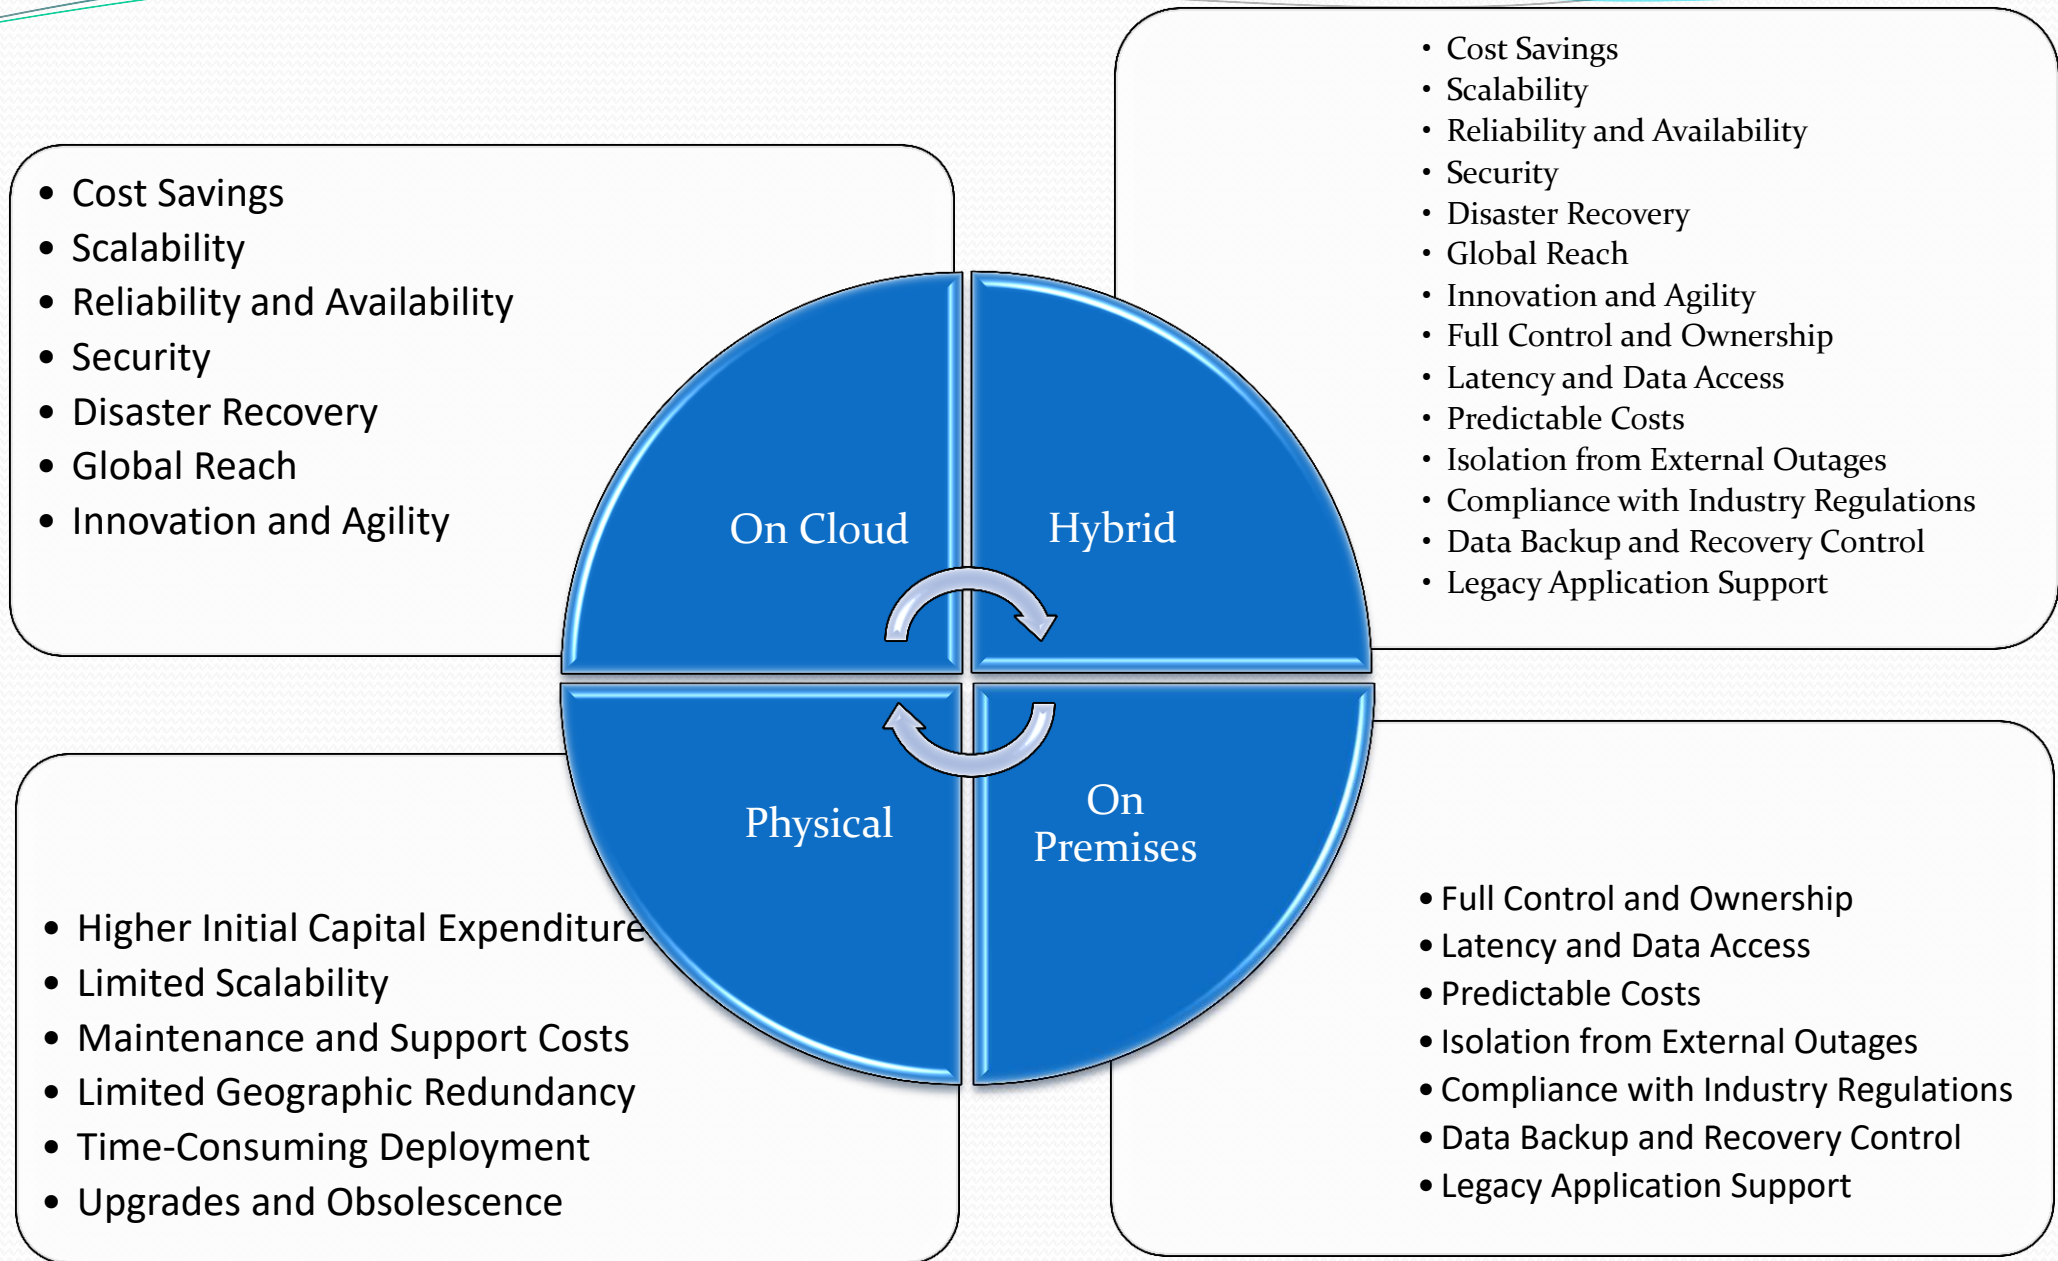 • Cost Savings
• Scalability
• Reliability and Availability
• Security
• Disaster Recovery
• Global Reach
• Innovation and Agility
On Cloud
• Cost Savings
• Scalability
• Reliability and Availability
• Security
• Disaster Recovery
• Global Reach
• Innovation and Agility
• Full Control and Ownership
• Latency and Data Access
• Predictable Costs
• Isolation from External Outages
• Compliance with Industry Regulations
• Data Backup and Recovery Control
• Legacy Application Support
Hybrid
Physical
• Higher Initial Capital Expenditure
• Limited Scalability
• Maintenance and Support Costs
• Limited Geographic Redundancy
• Time-Consuming Deployment
• Upgrades and Obsolescence
On
Premises
• Full Control and Ownership
• Latency and Data Access
• Predictable Costs
• Isolation from External Outages
• Compliance with Industry Regulations
• Data Backup and Recovery Control
• Legacy Application Support